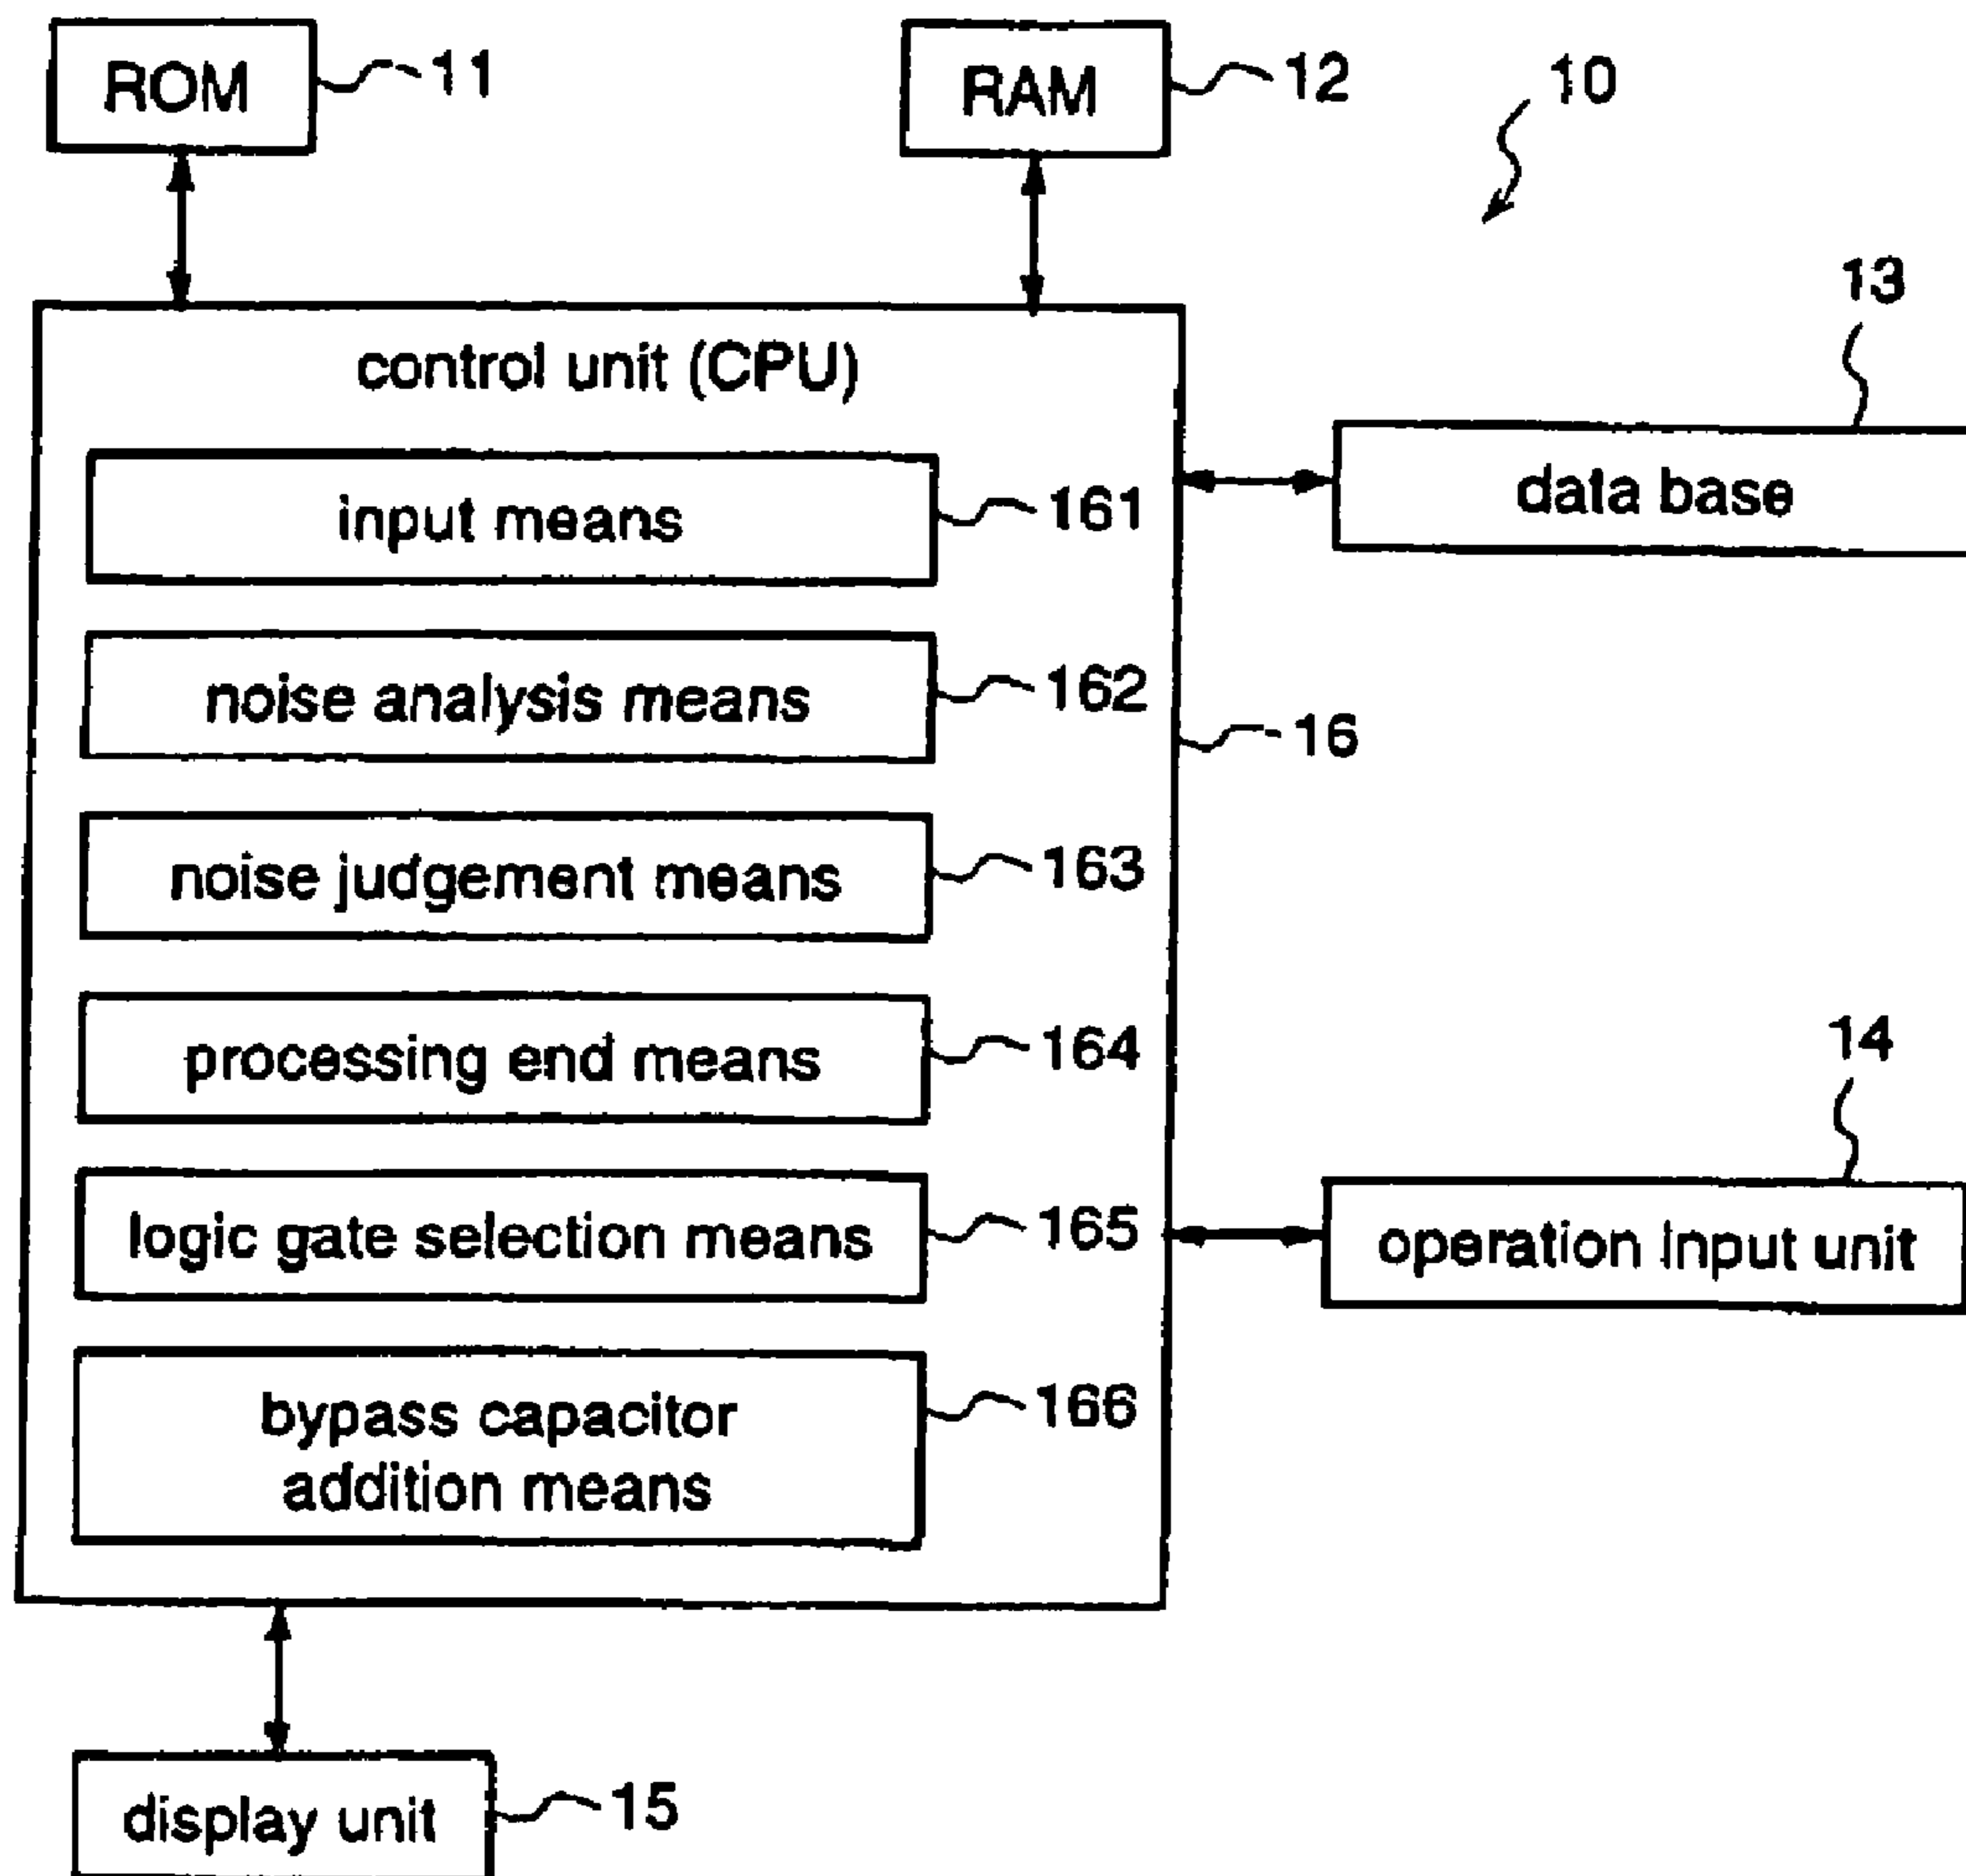 ROM
11
RAM
12
10
control unit (CPU)
13
data base
input means
161
noise analysis means
162
16
noise judgement means
163
processing end means
164
14
logic gate selection means
165
operation Input unit
bypass capacitor
addition means
166
display unit
15